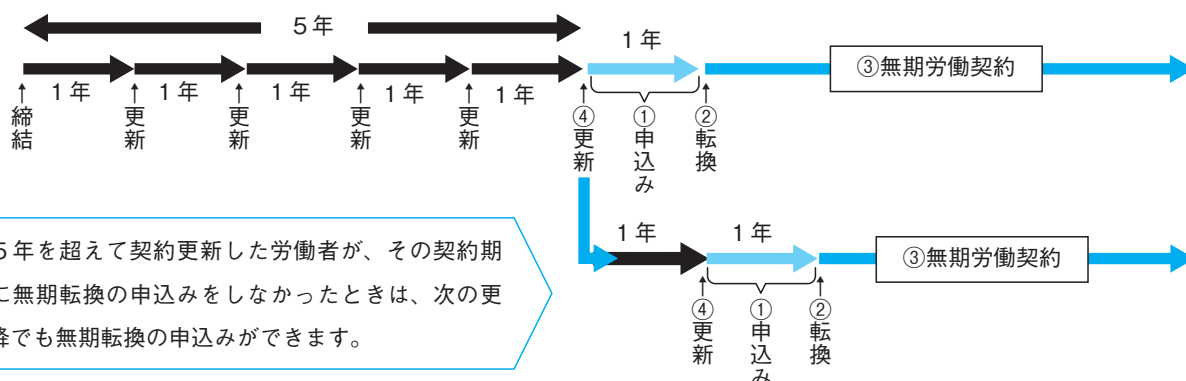 5年
1年
1年
1年
1年
1年
1年
③無期労働契約
締結
更新
更新
更新
更新
④更新
①申込み
②転換
1年
1年
③無期労働契約
④更新
①申込み
②転換
5年を超えて契約更新した労働者が、その契約期
に無期転換の申込みをしなかったときは、次の更
降でも無期転換の申込みができます。